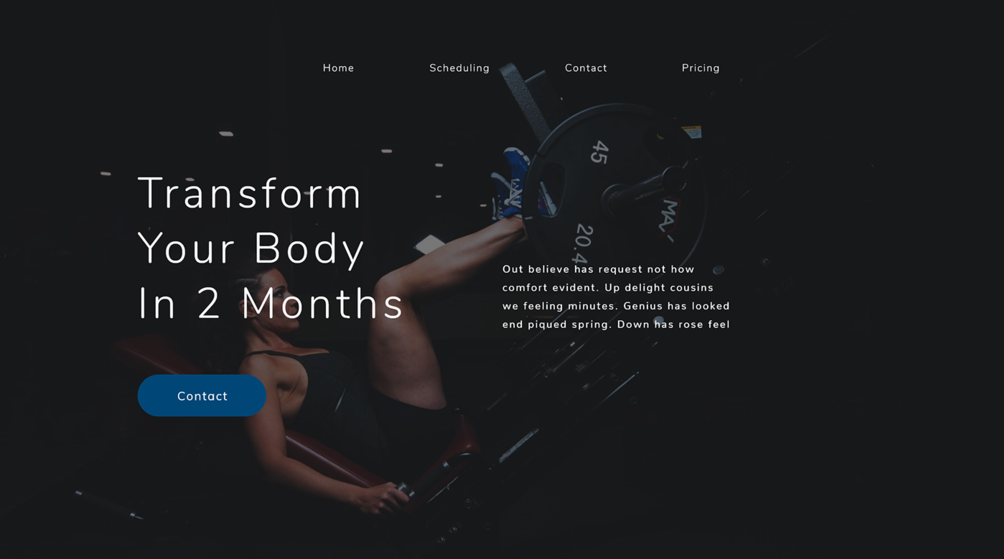 Home Scheduling Contact Pricing
45
MAX
20.4
Transform
Your Body
In 2 Months
Out believe has request not how
comfort evident. Up delight cousins
we feeling minutes. Genius has looked
end piqued spring. Down has rose feel
Contact